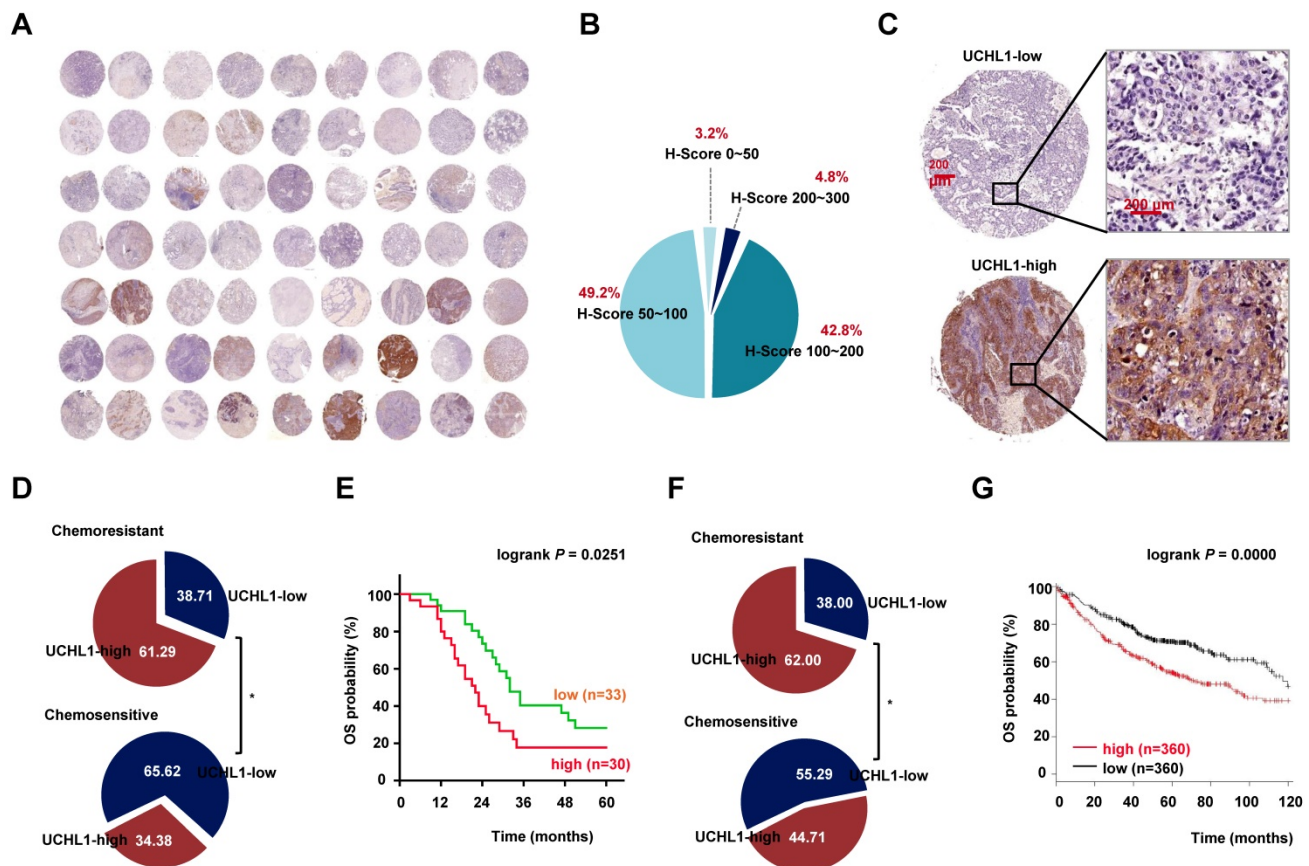 A
B
3.2%
H-Score 0~50
4.8%
H-Score 200~300
49.2%
H-Score 50~100
42.8%
H-Score 100~200
C
UCHL1-low
200
µm
200 µm
UCHL1-high
D
Chemoresistant
38.71
UCHL1-low
UCHL1-high
61.29
*
Chemosensitive
65.62
UCHL1-low
UCHL1-high
34.38
E
logrank P = 0.0251
OS probability (%)
100
80
60
40
20
0
low (n=33)
high (n=30)
0 12 24 36 48 60
Time (months)
F
Chemoresistant
38.00
UCHL1-low
UCHL1-high
62.00
*
Chemosensitive
55.29
UCHL1-low
UCHL1-high
44.71
G
logrank P = 0.0000
OS probability (%)
100
80
60
40
20
0
high (n=360)
low (n=360)
0 20 40 60 80 100 120
Time (months)